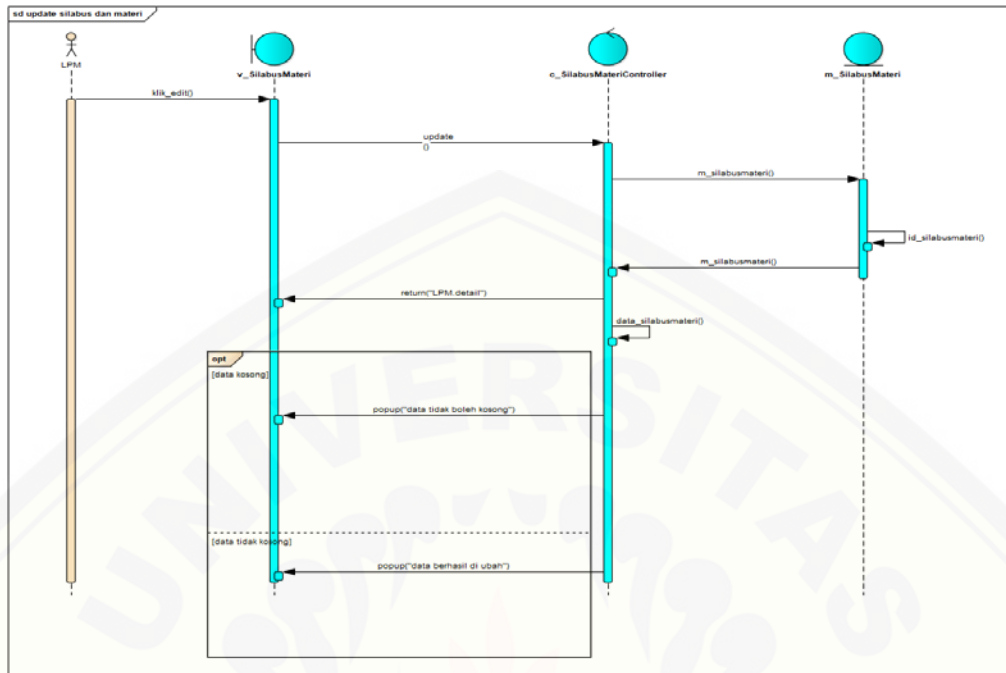 sd update silabus dan materi
LPM
v_SilabusMateri
c_SilabusMateriController
m_SilabusMateri
klik_edit()
update
()
m_silabusmateri()
id_silabusmateri()
m_silabusmateri()
return("LPM.detail")
data_silabusmateri()
opt
[data kosong]
popup("data tidak boleh kosong")
[data tidak kosong]
popup("data berhasil di ubah")
UNIVERSITAS